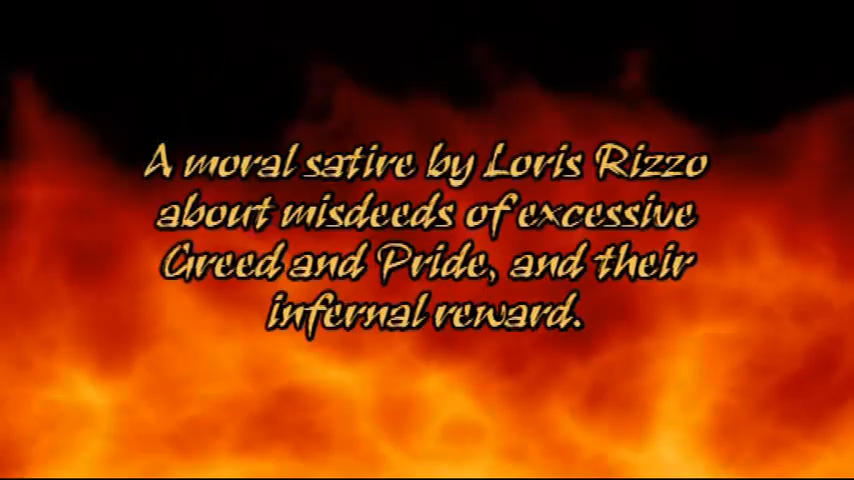 A moral satire by Loris Rizzo
about misdeeds of excessive
Greed and Pride, and their
infernal reward.